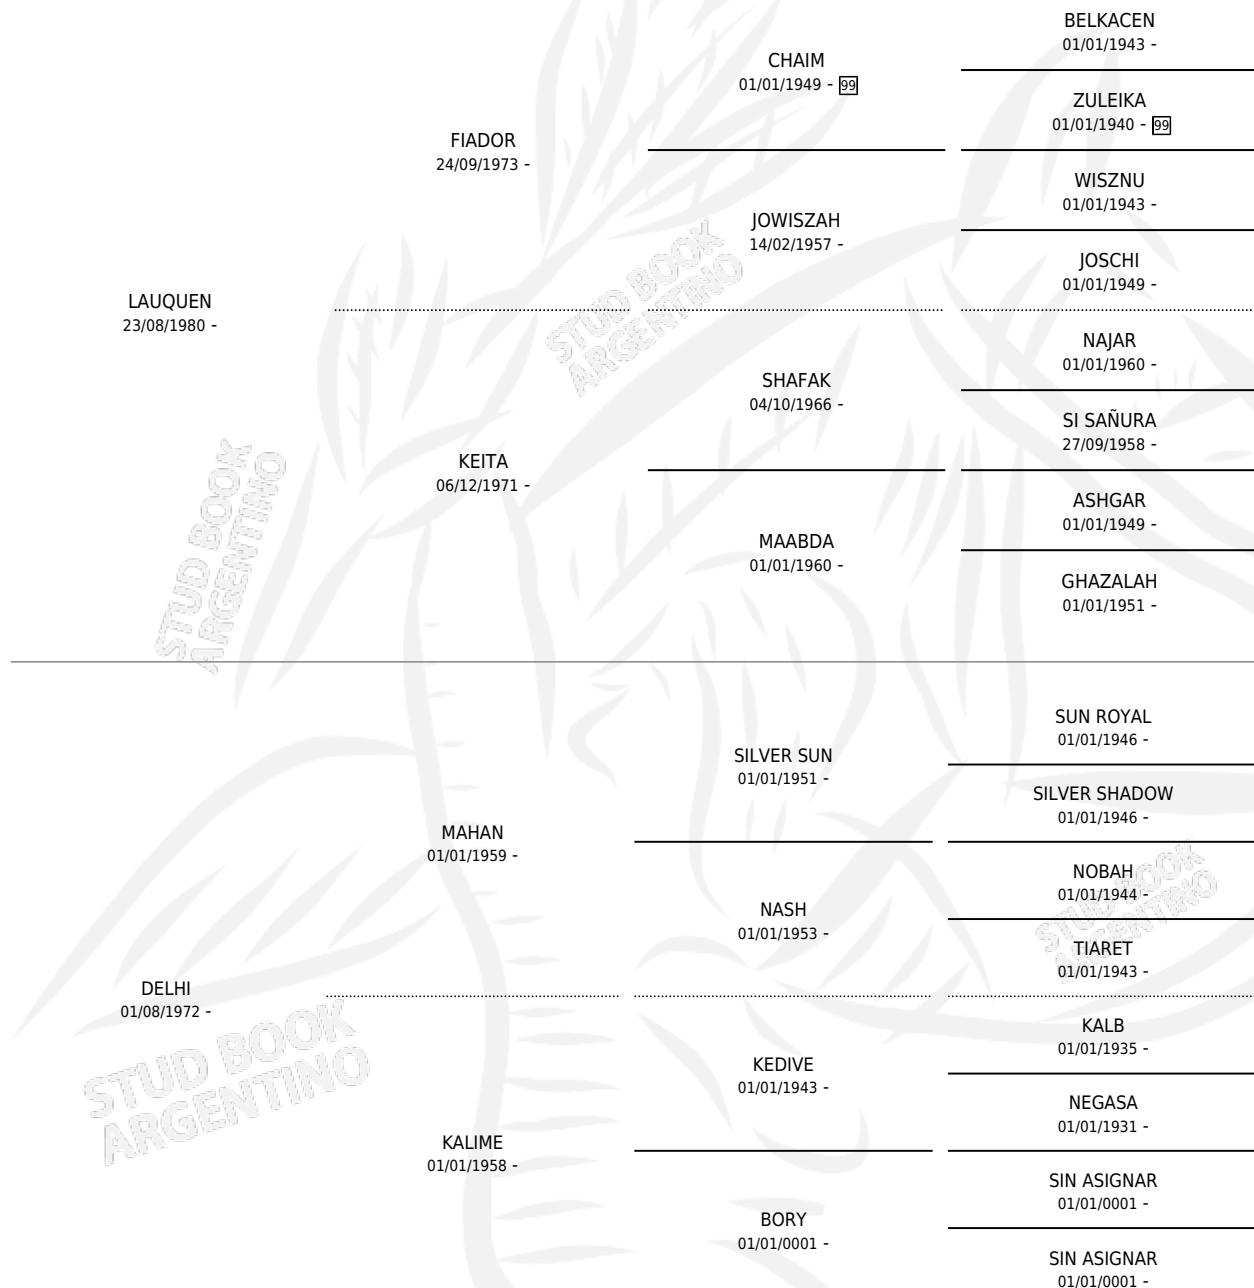 BELKACEN
01/01/1943 -
CHAIM
01/01/1949 - 99
ZULEIKA
01/01/1940 - 99
FIADOR
24/09/1973 -
WISZNU
01/01/1943 -
JOWISZAH
14/02/1957 -
JOSCHI
01/01/1949 -
LAUQUEN
23/08/1980 -
NAJAR
01/01/1960 -
SHAFAK
04/10/1966 -
SI SAÑURA
27/09/1958 -
KEITA
06/12/1971 -
ASHGAR
01/01/1949 -
MAABDA
01/01/1960 -
GHAZALAH
01/01/1951 -
STUD BOOK
ARGENTINO
STUD BOOK
ARGENTINO
SUN ROYAL
01/01/1946 -
SILVER SUN
01/01/1951 -
SILVER SHADOW
01/01/1946 -
MAHAN
01/01/1959 -
NOBAH
01/01/1944 -
NASH
01/01/1953 -
TIARET
01/01/1943 -
DELHI
01/08/1972 -
KALB
01/01/1935 -
KEDIVE
01/01/1943 -
NEGASA
01/01/1931 -
KALIME
01/01/1958 -
SIN ASIGNAR
01/01/0001 -
BORY
01/01/0001 -
SIN ASIGNAR
01/01/0001 -
STUD BOOK
ARGENTINO
STUD BOOK
ARGENTINO